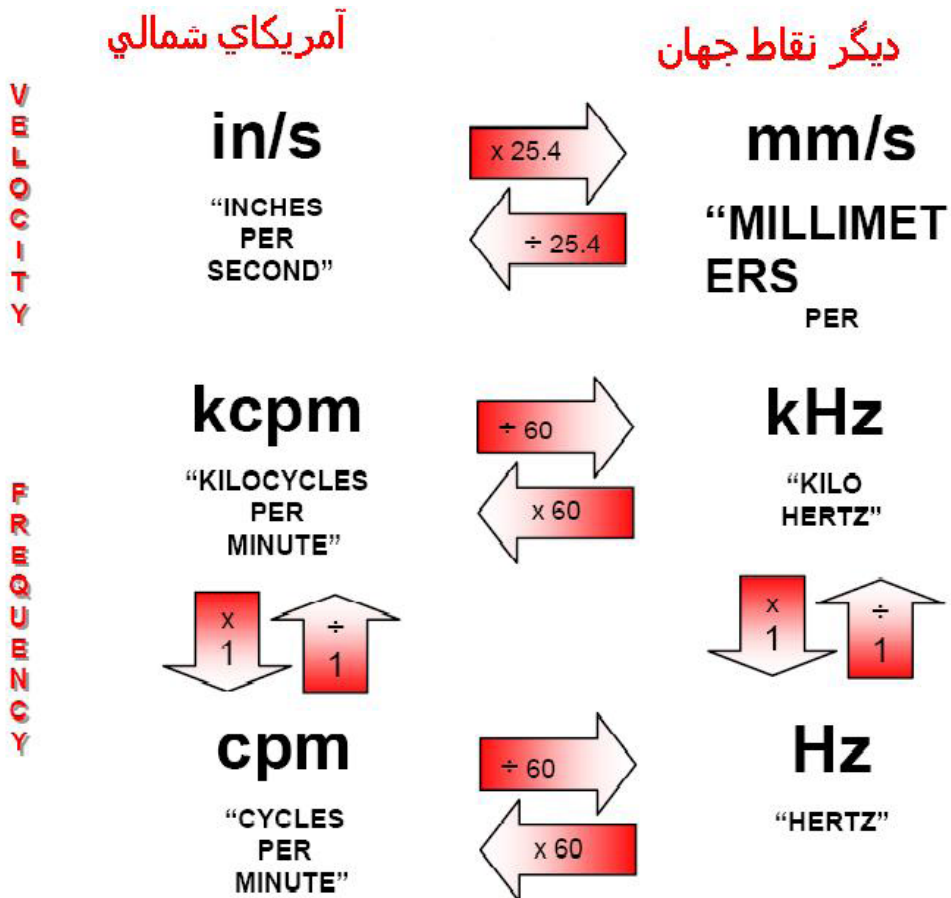 آمريكاي شمالي
ديگر نقاط جهان
VELOCITY
in/s
x 25.4
mm/s
“INCHES
PER
SECOND”
÷ 25.4
“MILLIMET
ERS
PER
FREQUENCY
kcpm
÷ 60
kHz
“KILOCYCLES
PER
MINUTE”
x 60
“KILO
HERTZ”
x
1
÷
1
x
1
÷
1
cpm
÷ 60
Hz
“CYCLES
PER
MINUTE”
x 60
“HERTZ”